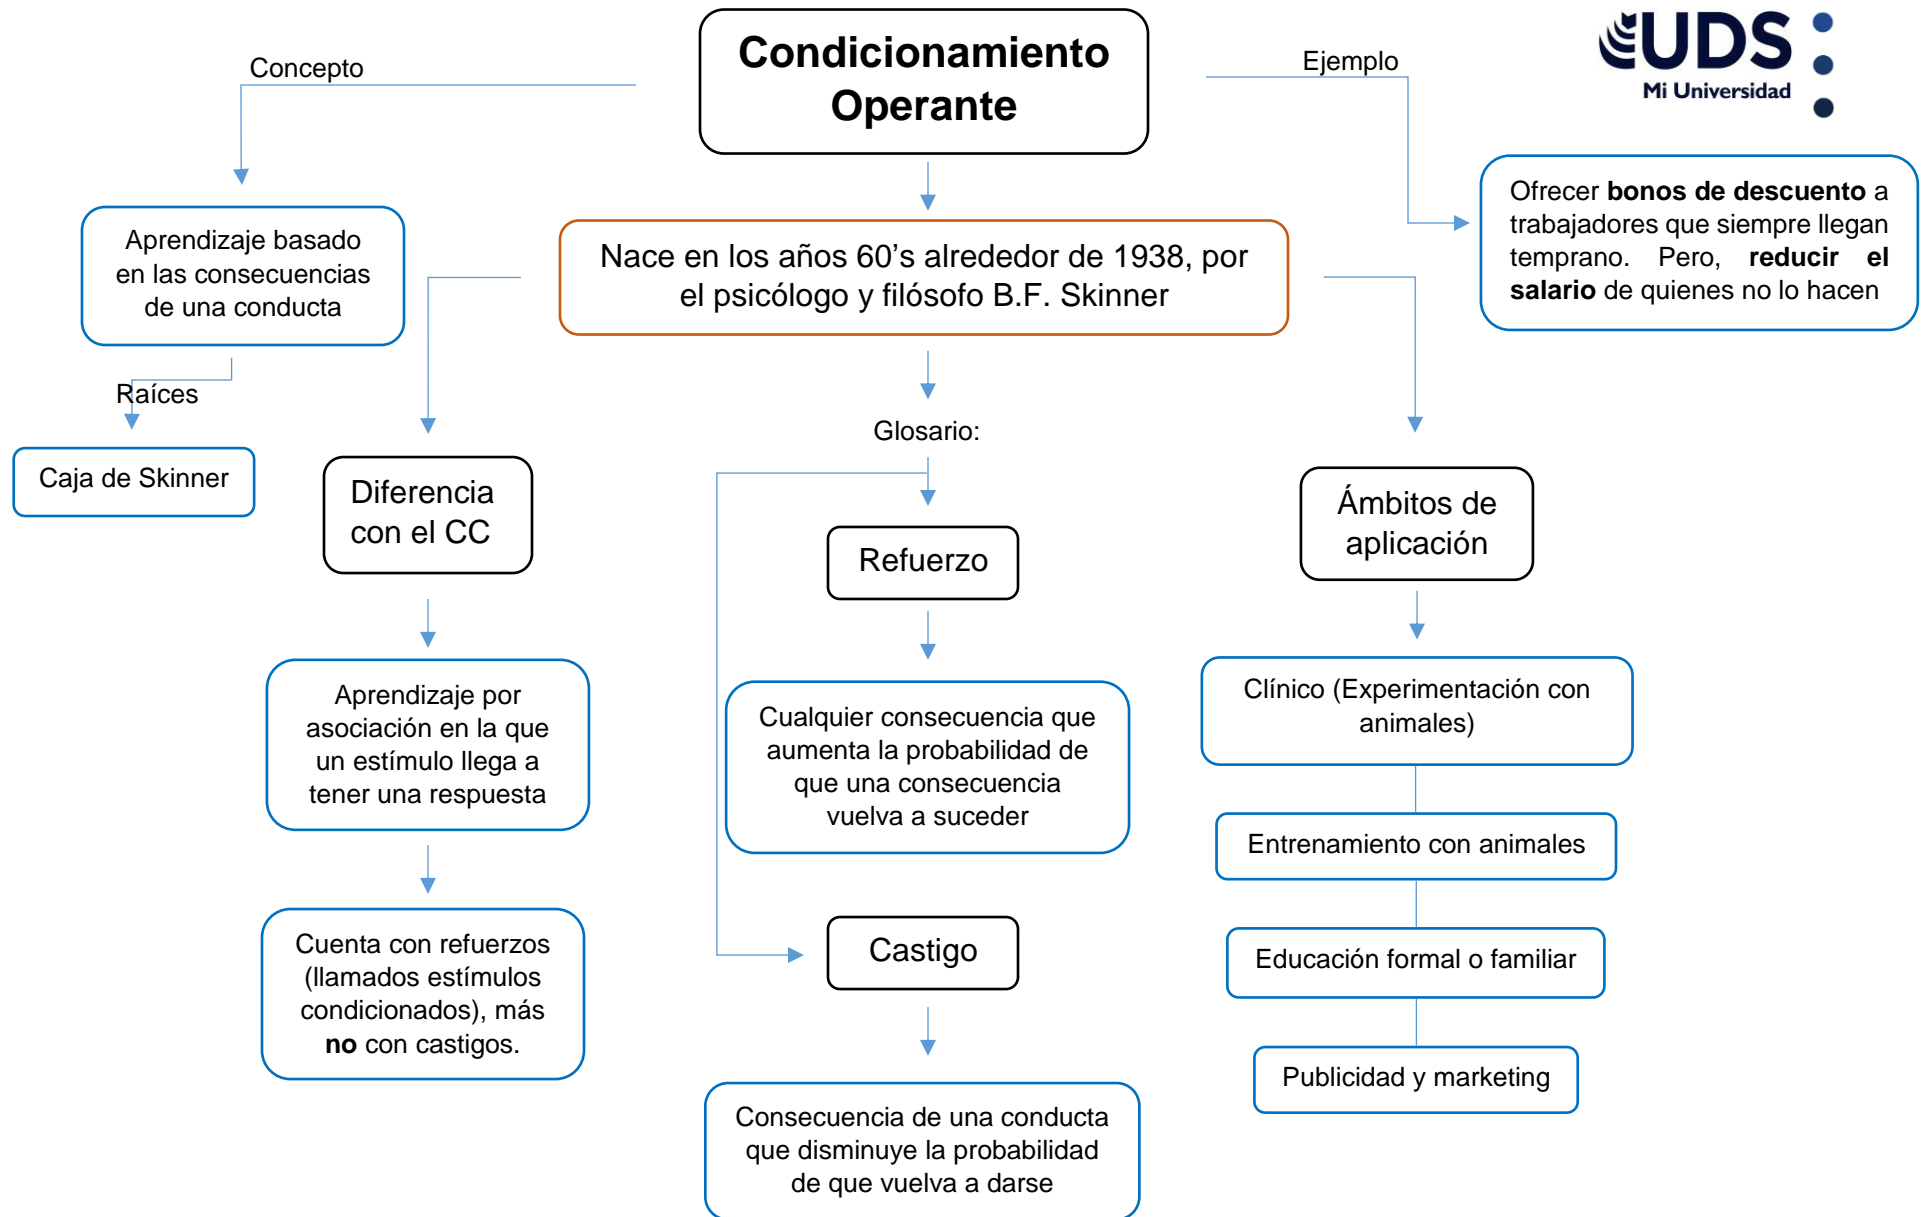 Condicionamiento
Operante
Concepto
Ejemplo
UDS
Mi Universidad
Aprendizaje basado
en las consecuencias
de una conducta
Raíces
Caja de Skinner
Nace en los años 60's alrededor de 1938, por
el psicólogo y filósofo B.F. Skinner
Ofrecer bonos de descuento a
trabajadores que siempre llegan
temprano. Pero, reducir el
salario de quienes no lo hacen
Diferencia
con el CC
Aprendizaje por
asociación en la que
un estímulo llega a
tener una respuesta
Cuenta con refuerzos
(llamados estímulos
condicionados), más
no con castigos.
Glosario:
Refuerzo
Cualquier consecuencia que
aumenta la probabilidad de
que una consecuencia
vuelva a suceder
Castigo
Consecuencia de una conducta
que disminuye la probabilidad
de que vuelva a darse
Ámbitos de
aplicación
Clínico (Experimentación con
animales)
Entrenamiento con animales
Educación formal o familiar
Publicidad y marketing